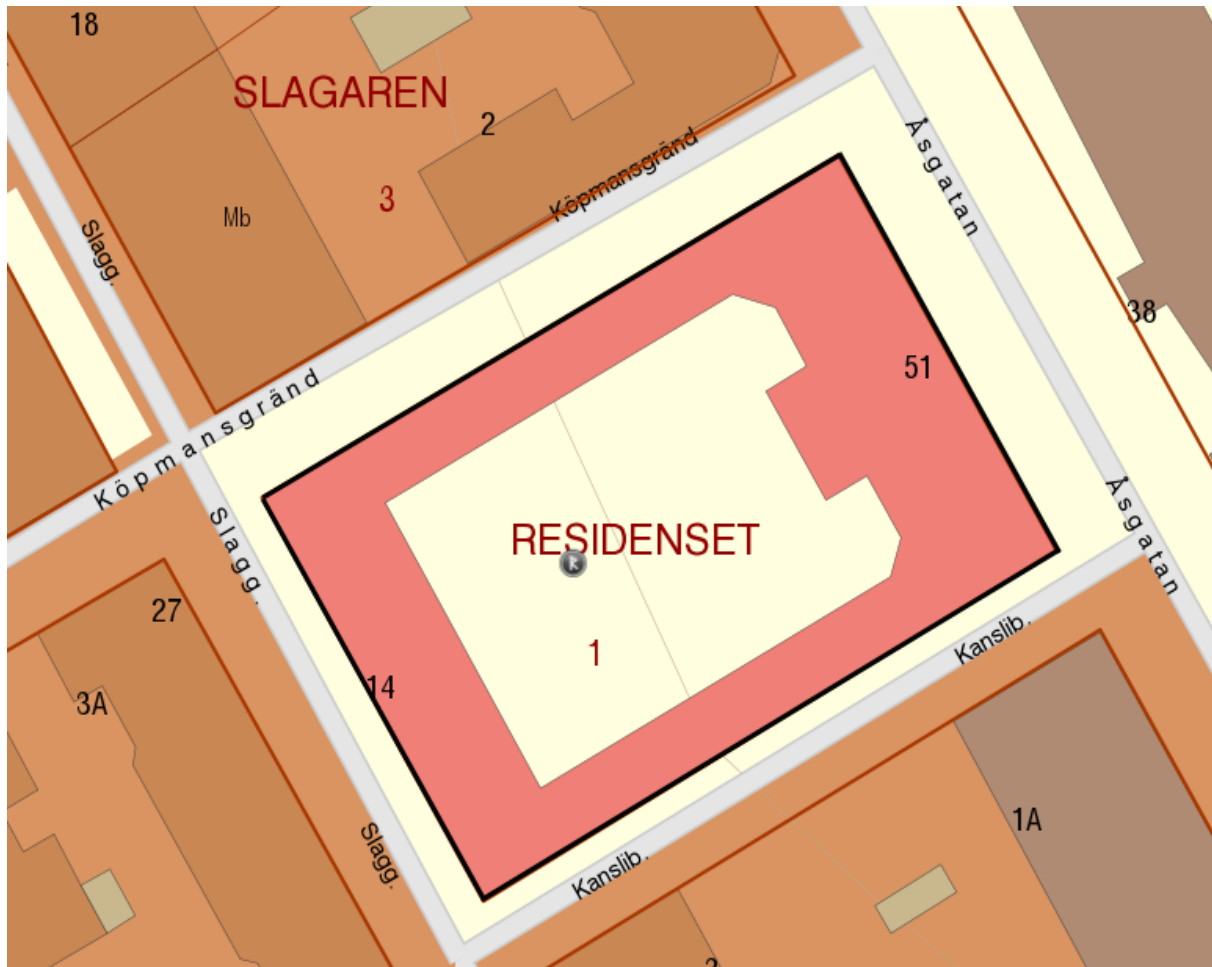 18
SLAGAREN
2
Köpmansgränd
Åsgatan
3
Mb
Slagg.
38
51
Köpmansgränd
Slagg.
Åsgatan
RESIDENSET
K
1
27
Kanslib.
14
3A
1A
Slagg.
Kanslib.